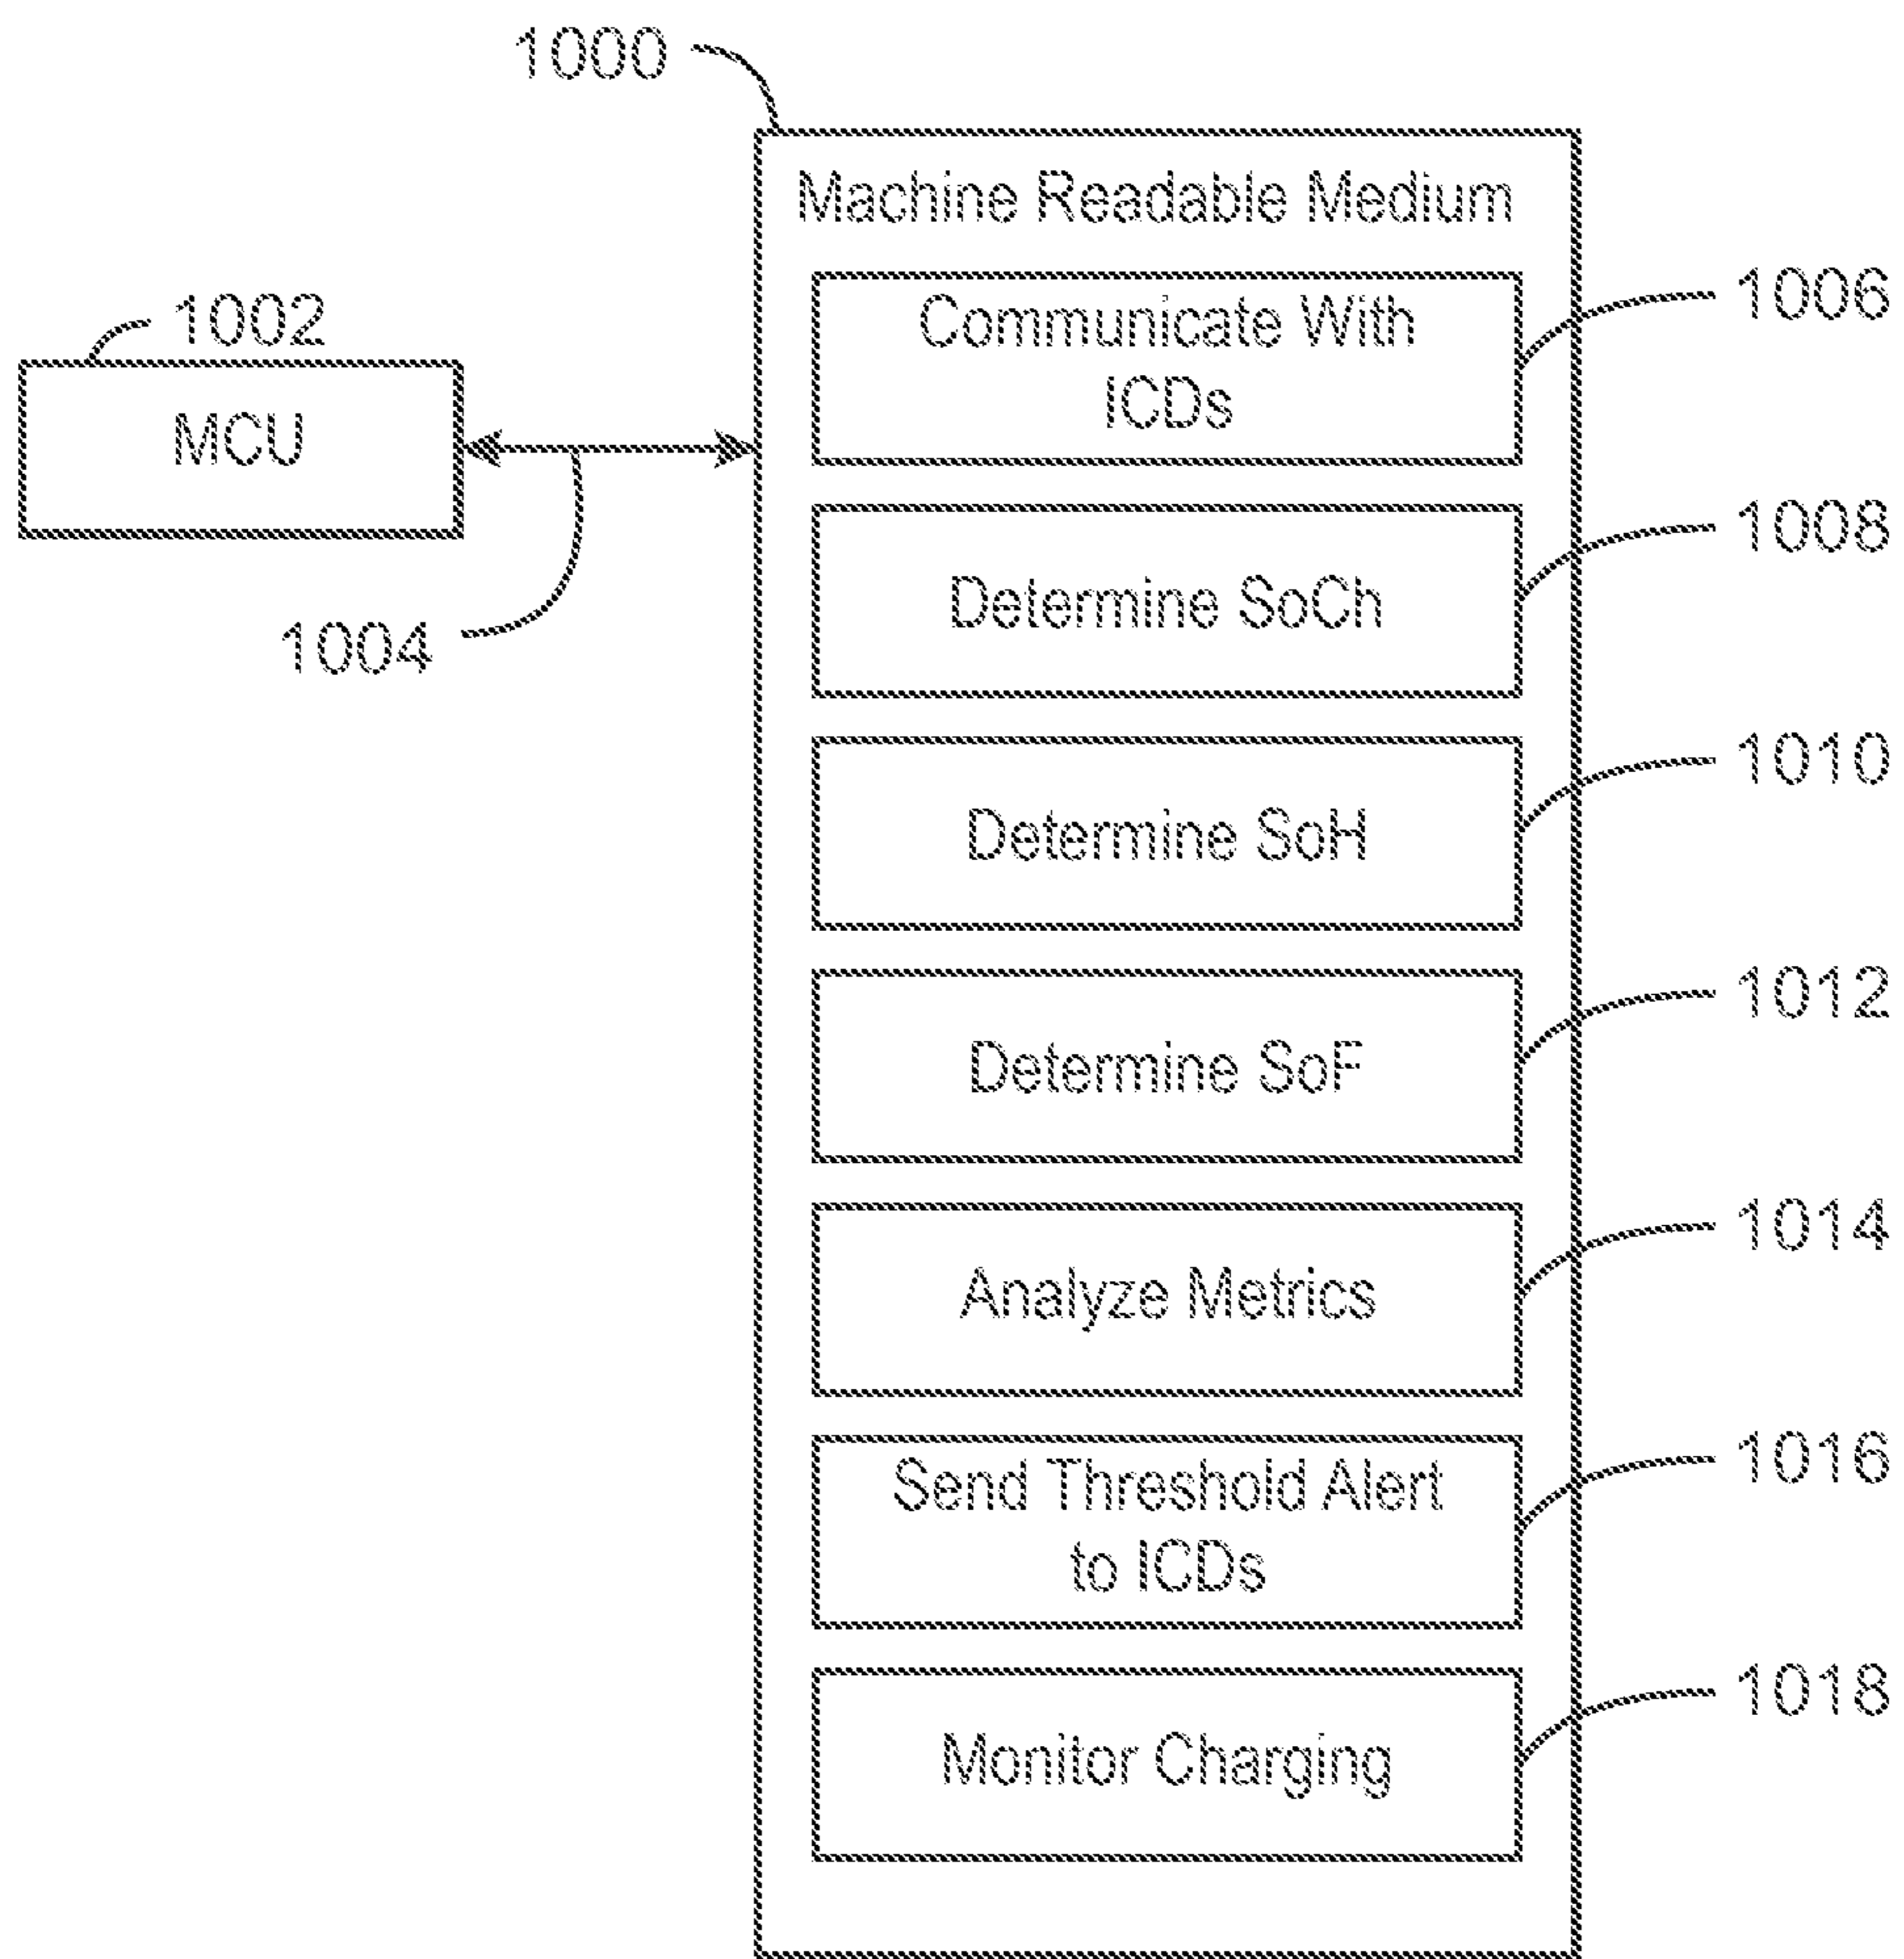 1000
Machine Readable Medium
1002
MCU
1004
Communicate With
ICDs
1006
Determine SoCh
1008
Determine SoH
1010
Determine SoF
1012
Analyze Metrics
1014
Send Threshold Alert
to ICDs
1016
Monitor Charging
1018